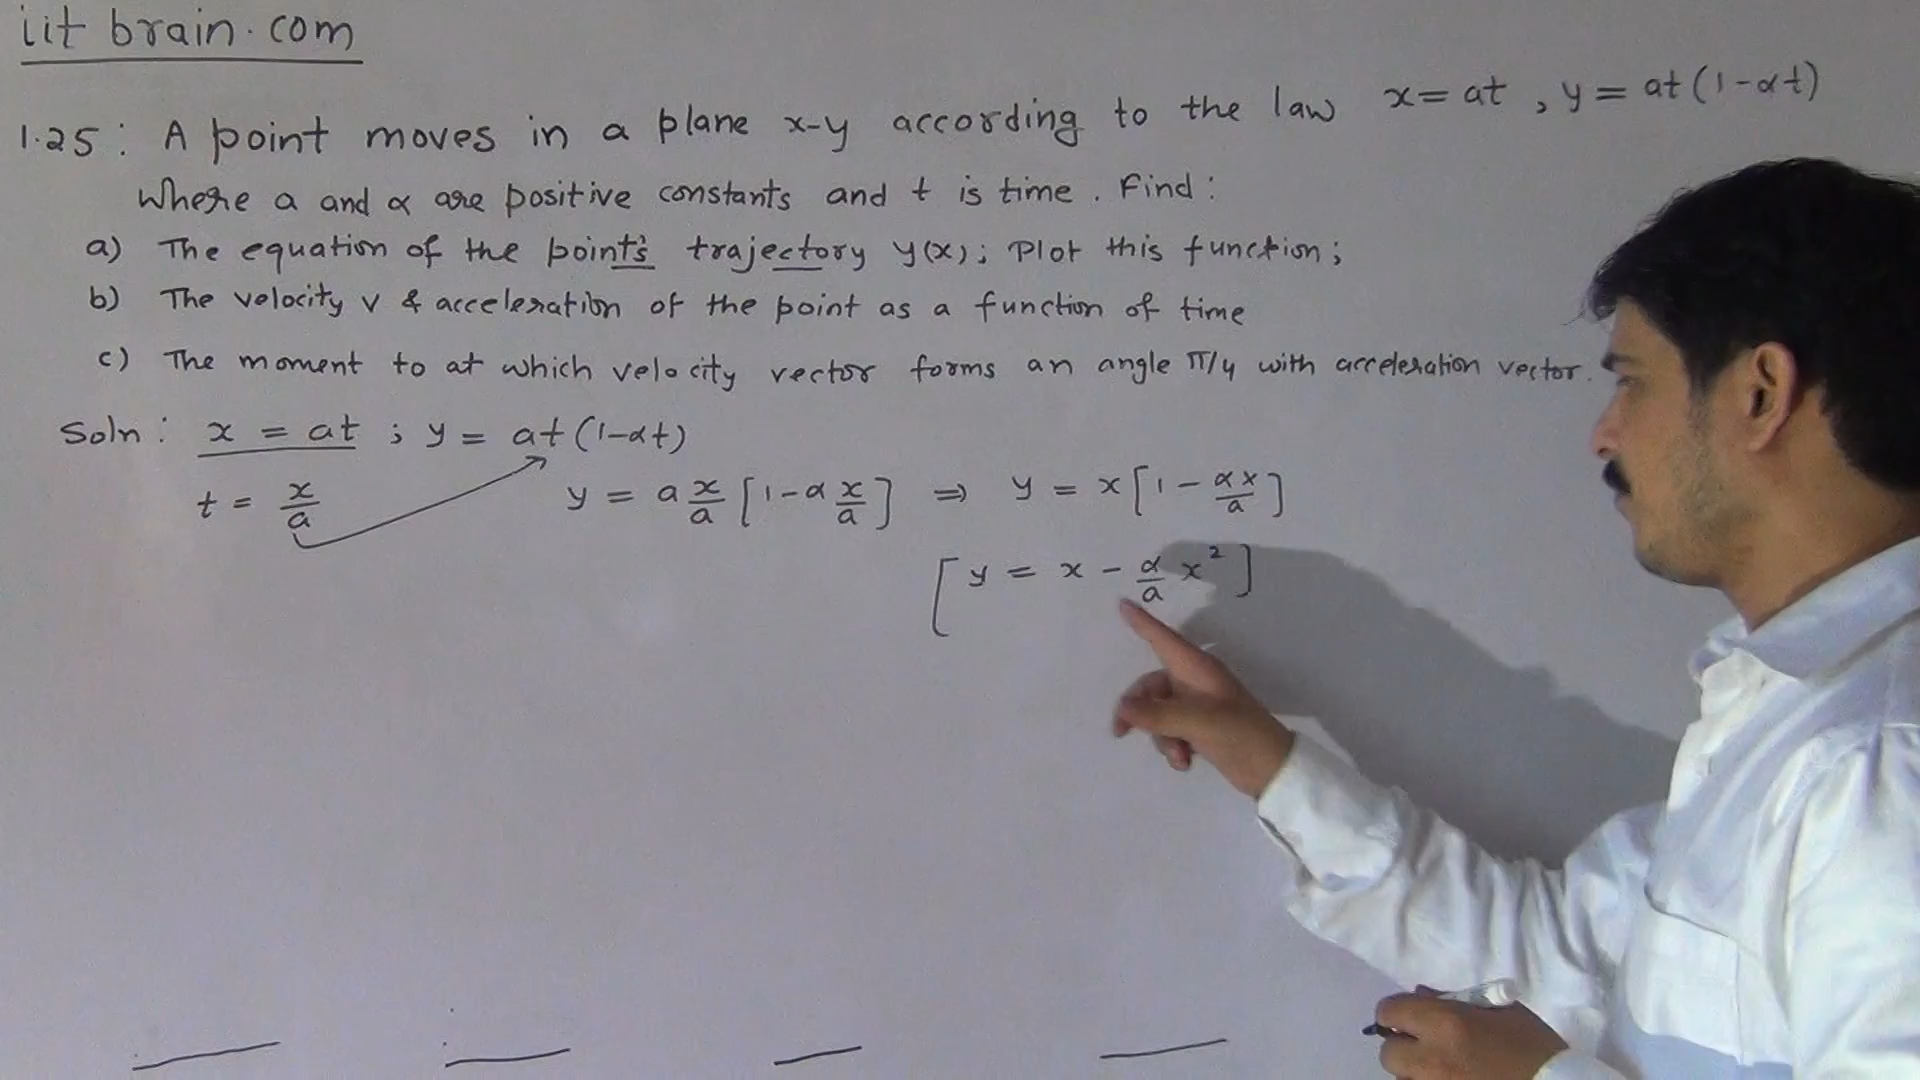 iit brain.com
1.25: A point moves in a plane x-y according to the law x = at, y = at(1-αt)
Where a and α are positive constants and t is time. Find:
a) The equation of the point's trajectory y(x); Plot this function;
b) The velocity v & acceleration of the point as a function of time
c) The moment to at which velocity vector forms an angle π/4 with acceleration vector.
Soln: x = at ; y = at(1-αt)
t = x/a y = a x/a [1-α x/a] ⇒ y = x[1 - αx/a]
[y = x - α/a x²]